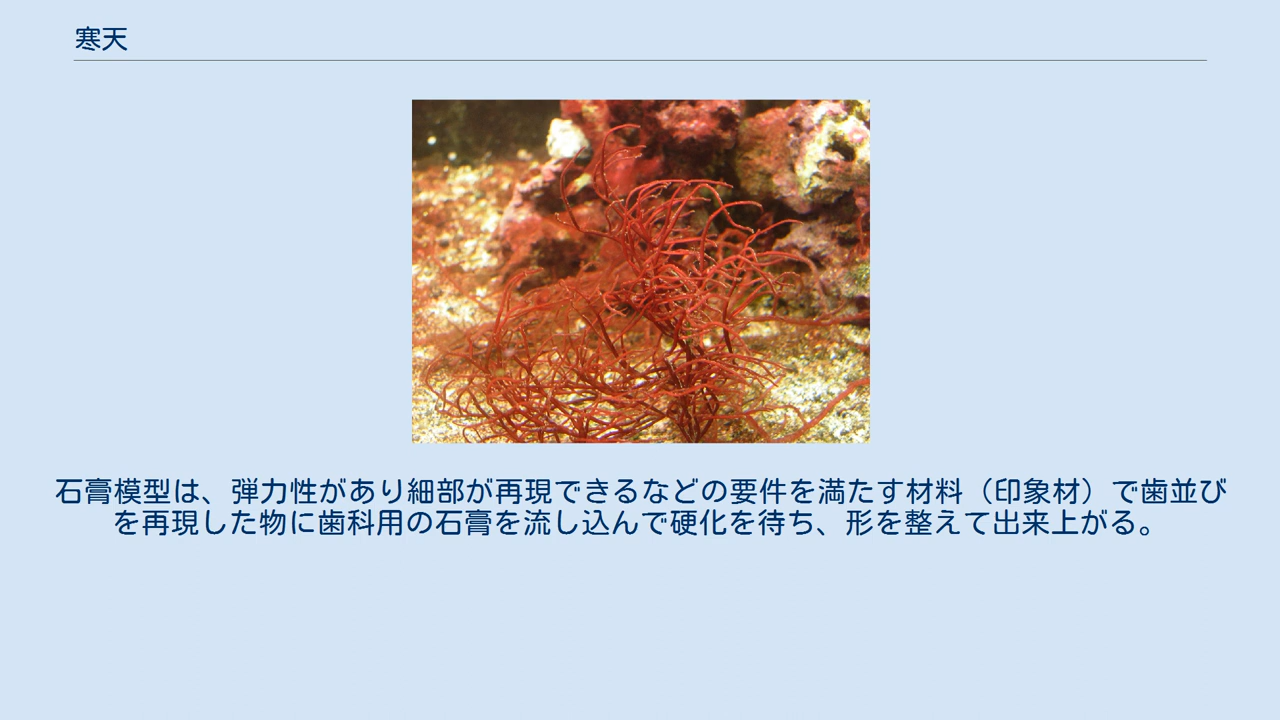 寒天
石膏模型は、弾力性があり細部が再現できるなどの要件を満たす材料（印象材）で歯並び
を再現した物に歯科用の石膏を流し込んで硬化を待ち、形を整えて出来上がる。